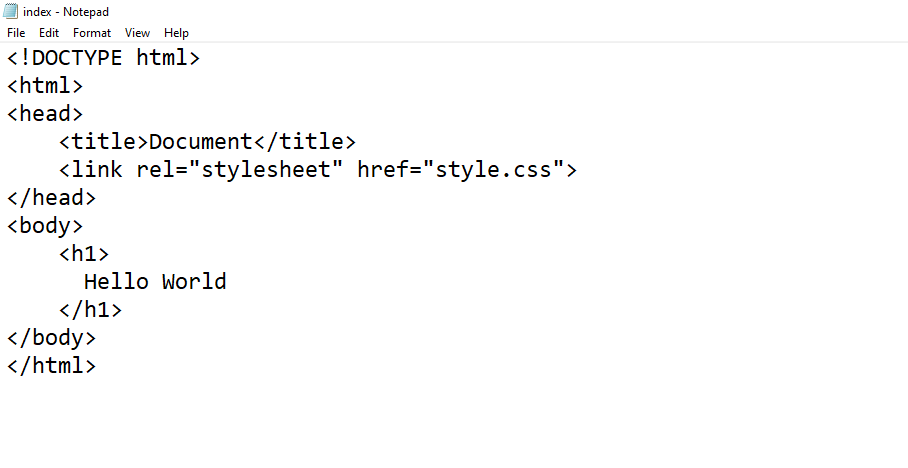 index - Notepad
File Edit Format View Help
<!DOCTYPE html>
<html>
<head>
    <title>Document</title>
    <link rel="stylesheet" href="style.css">
</head>
<body>
    <h1>
      Hello World
    </h1>
</body>
</html>